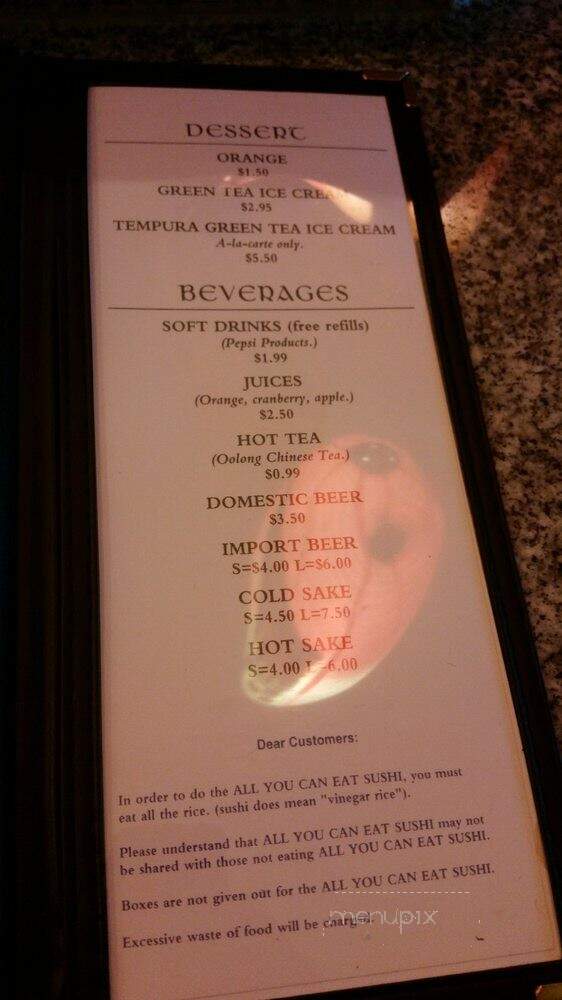 DESSERT
ORANGE
$1.50
GREEN TEA ICE CREAM
$2.95
TEMPURA GREEN TEA ICE CREAM
A-la-carte only.
$5.50
BEVERAGES
SOFT DRINKS (free refills)
(Pepsi Products.)
$1.99
JUICES
(Orange, cranberry, apple.)
$2.50
HOT TEA
(Oolong Chinese Tea.)
$0.99
DOMESTIC BEER
$3.50
IMPORT BEER
S=$4.00 L=$6.00
COLD SAKE
S=4.50 L=7.50
HOT SAKE
S=4.00 L=6.00
Dear Customers:
In order to do the ALL YOU CAN EAT SUSHI, you must
eat all the rice. (sushi does mean "vinegar rice").
Please understand that ALL YOU CAN EAT SUSHI may not
be shared with those not eating ALL YOU CAN EAT SUSHI.
Boxes are not given out for the ALL YOU CAN EAT SUSHI.
Excessive waste of food will be charged.
menupix